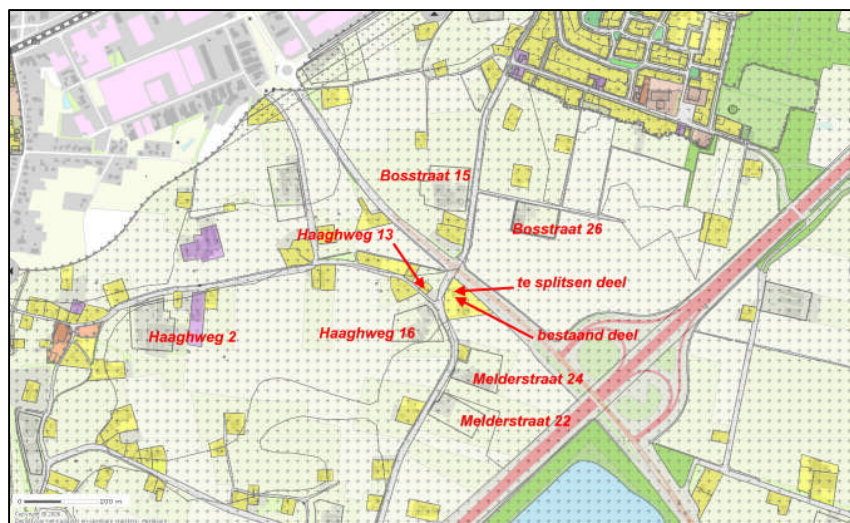 Bosstraat 15
Bosstraat 26
Haaghweg 13
te splitsen deel
bestaand deel
Haaghweg 2
Haaghweg 16
Melderstraat 24
Melderstraat 22
0 200 m